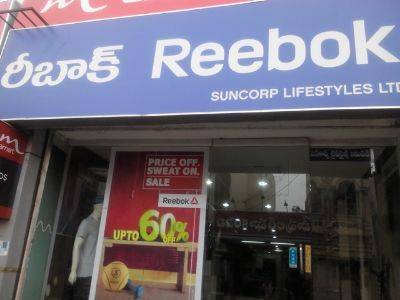 రీబాక్ Reebok
SUNCORP LIFESTYLES LTD
PRICE OFF.
SWEAT ON.
SALE
Reebok
UPTO 60%
OFF